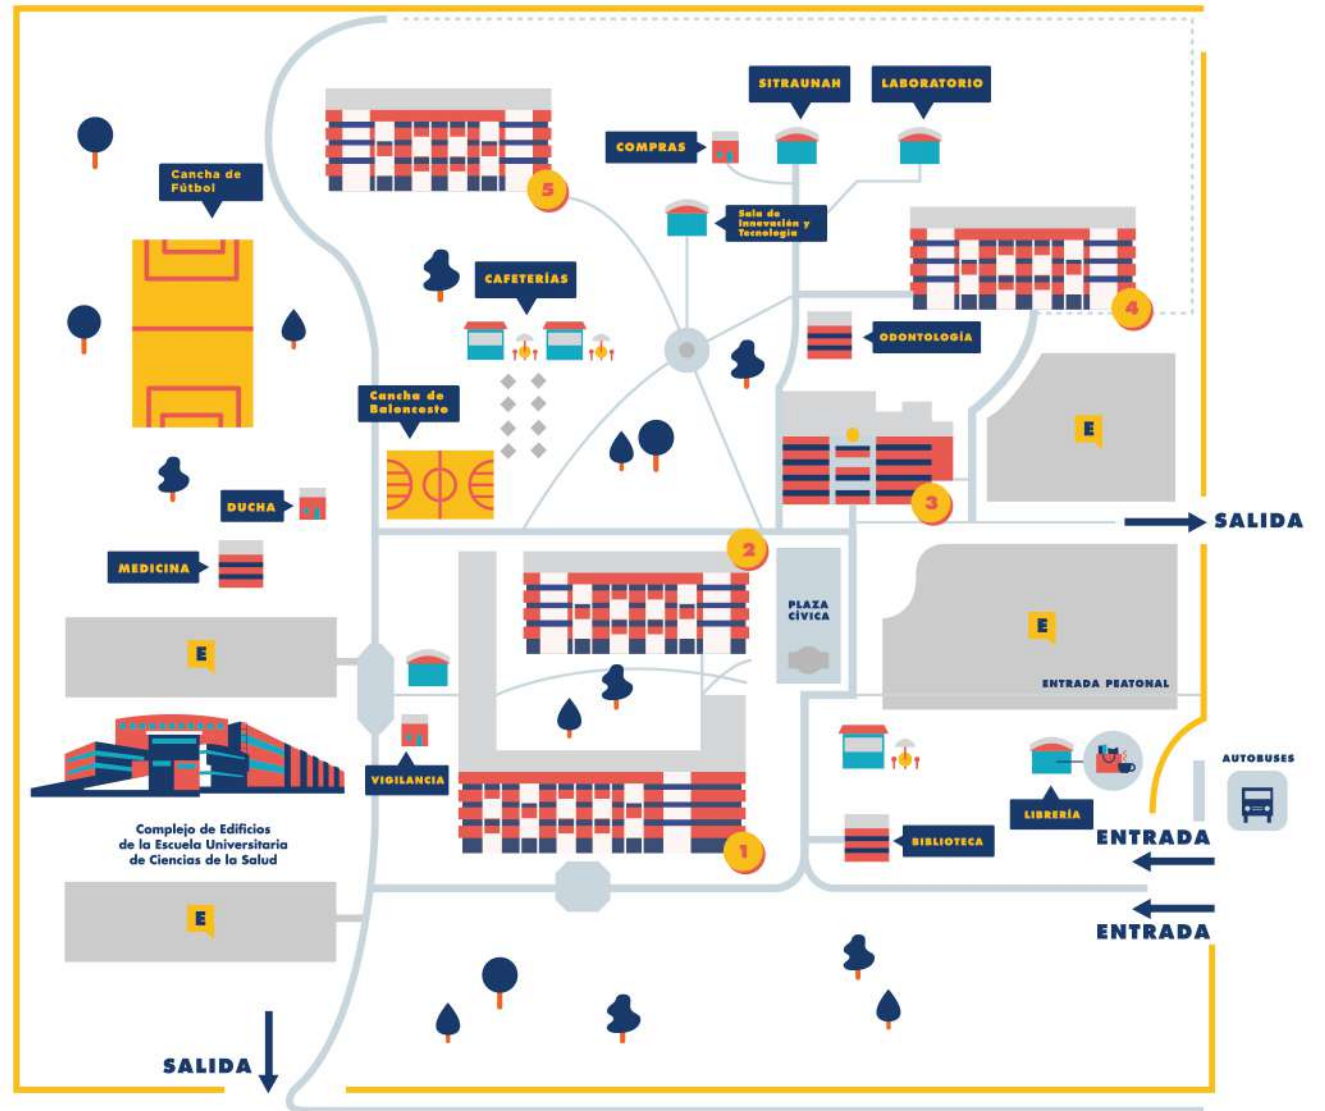 SITRAUNAH
LABORATORIO
COMPRAS
Cancha de
Fútbol
5
Sala de
Innovación y
Tecnología
CAFETERÍAS
4
ODONTOLOGÍA
Cancha de
Baloncesto
E
3
DUCHA
SALIDA
2
MEDICINA
PLAZA
CÍVICA
E
E
ENTRADA PEATONAL
VIGILANCIA
AUTOBUSES
LIBRERÍA
Complejo de Edificios
de la Escuela Universitaria
de Ciencias de la Salud
1
BIBLIOTECA
ENTRADA
E
ENTRADA
SALIDA